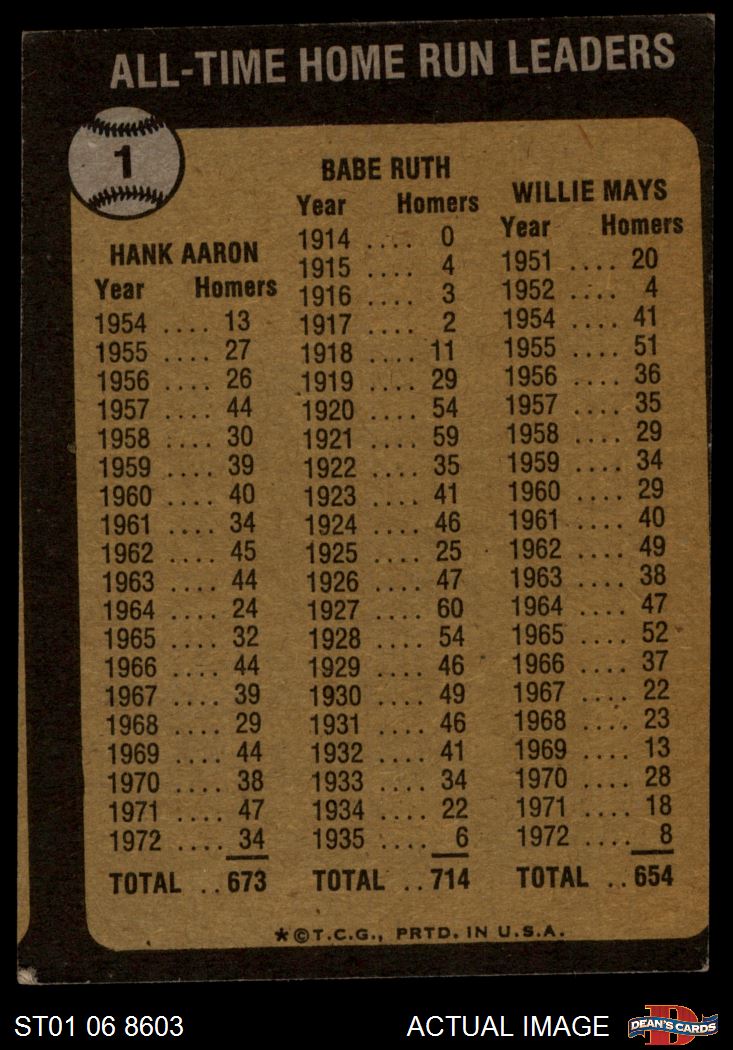 ALL-TIME HOME RUN LEADERS
1
HANK AARON
Year Homers
1954 .... 13
1955 .... 27
1956 .... 26
1957 .... 44
1958 .... 30
1959 .... 39
1960 .... 40
1961 .... 34
1962 .... 45
1963 .... 44
1964 .... 24
1965 .... 32
1966 .... 44
1967 .... 39
1968 .... 29
1969 .... 44
1970 .... 38
1971 .... 47
1972 .... 34
TOTAL .. 673
BABE RUTH
Year Homers
1914 .... 0
1915 .... 4
1916 .... 3
1917 .... 2
1918 .... 11
1919 .... 29
1920 .... 54
1921 .... 59
1922 .... 35
1923 .... 41
1924 .... 46
1925 .... 25
1926 .... 47
1927 .... 60
1928 .... 54
1929 .... 46
1930 .... 49
1931 .... 46
1932 .... 41
1933 .... 34
1934 .... 22
1935 .... 6
TOTAL .. 714
WILLIE MAYS
Year Homers
1951 .... 20
1952 .... 4
1954 .... 41
1955 .... 51
1956 .... 36
1957 .... 35
1958 .... 29
1959 .... 34
1960 .... 29
1961 .... 40
1962 .... 49
1963 .... 38
1964 .... 47
1965 .... 52
1966 .... 37
1967 .... 22
1968 .... 23
1969 .... 13
1970 .... 28
1971 .... 18
1972 .... 8
TOTAL .. 654
★©T.C.G., PRTD. IN U.S.A.
ST01 06 8603
ACTUAL IMAGE
DEAN'S CARDS